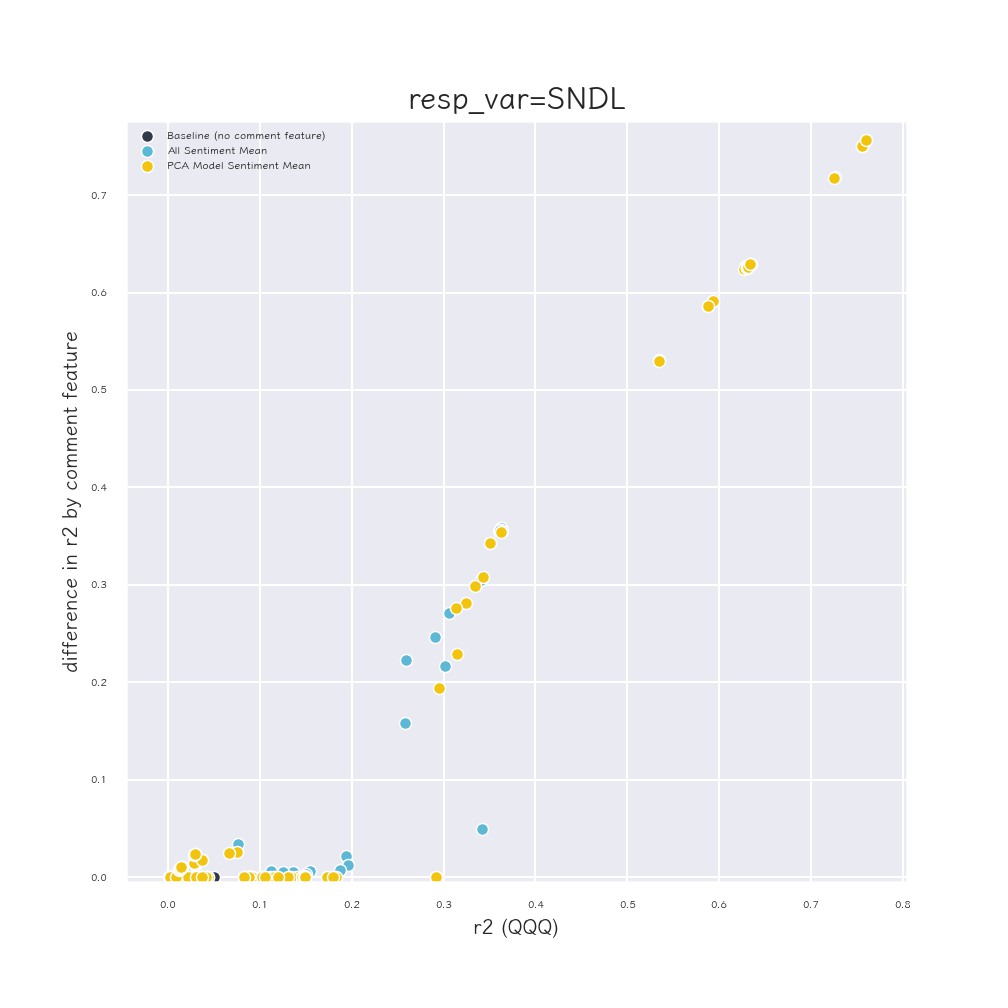 resp_var=SNDL
Baseline (no comment feature)
All Sentiment Mean
PCA Model Sentiment Mean
difference in r2 by comment feature
0.7
0.6
0.5
0.4
0.3
0.2
0.1
0.0
0.0 0.1 0.2 0.3 0.4 0.5 0.6 0.7 0.8
r2 (QQQ)